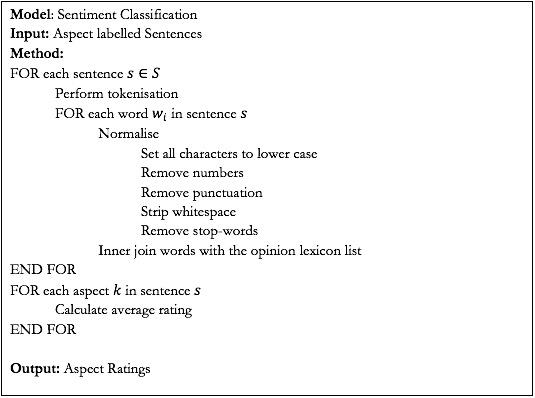 Model: Sentiment Classification
Input: Aspect labelled Sentences
Method:
FOR each sentence s ∈ S
Perform tokenisation
FOR each word wᵢ in sentence s
Normalise
Set all characters to lower case
Remove numbers
Remove punctuation
Strip whitespace
Remove stop-words
Inner join words with the opinion lexicon list
END FOR
FOR each aspect k in sentence s
Calculate average rating
END FOR
Output: Aspect Ratings